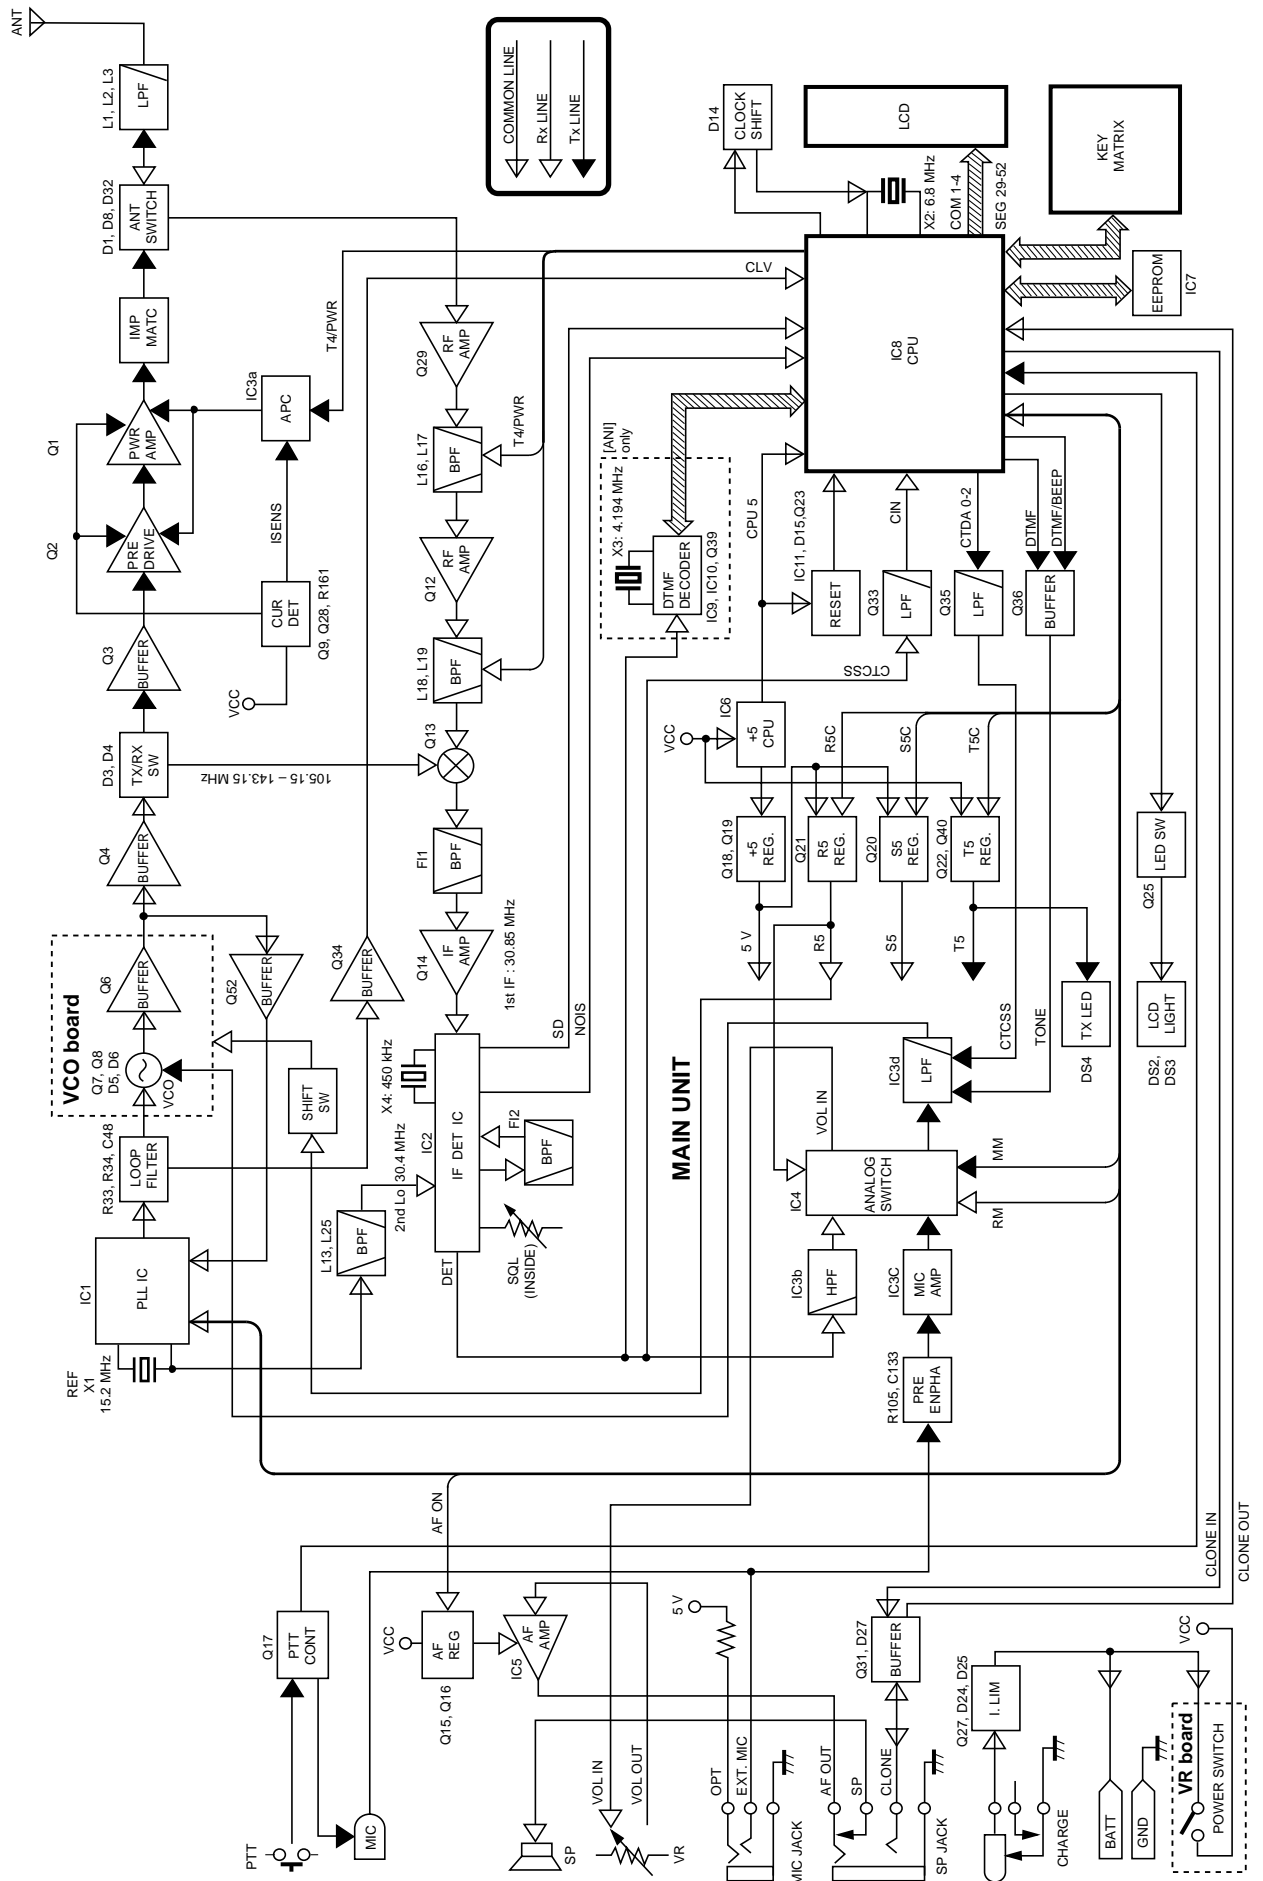 ANT
L1, L2, L3
LPF
D1, D8, D32
ANT
SWITCH
IMP
MATC
Q1
PWR
AMP
Q2
PRE
DRIVE
Q3
BUFFER
D3, D4
TX/RX
SW
Q4
BUFFER
VCO board
Q6
BUFFER
Q7, Q8
D5, D6
VCO
R33, R34, C48
LOOP
FILTER
IC1
PLL IC
REF
X1
15.2 MHz
IC3a
APC
T4/PWR
ISENS
CUR
DET
Q9, Q28, R161
VCC
105.15 – 143.15 MHz
Q52
BUFFER
SHIFT
SW
Q34
BUFFER
CLV
COMMON LINE
Rx LINE
Tx LINE
Q29
RF
AMP
L16, L17
BPF
T4/PWR
Q12
RF
AMP
L18, L19
BPF
Q13
FI1
BPF
Q14
IF
AMP
1st IF : 30.85 MHz
X4: 450 kHz
IC2
IF DET IC
2nd Lo 30.4 MHz
L13, L25
BPF
FI2
BPF
SQL
(INSIDE)
DET
SD
NOIS
[ANI]
only
X3: 4.194 MHz
DTMF
DECODER
IC9, IC10, Q39
D14
CLOCK
SHIFT
X2: 6.8 MHz
LCD
COM 1-4
SEG 29-52
KEY
MATRIX
EEPROM
IC7
IC8
CPU
CPU 5
IC11, D15,Q23
RESET
CIN
Q33
LPF
CTCSS
CTDA 0-2
Q35
LPF
DTMF
DTMF/BEEP
Q36
BUFFER
VCC
IC6
+5
CPU
R5C
S5C
T5C
Q18, Q19
+5
REG.
Q21
R5
REG.
Q20
S5
REG.
Q22, Q40
T5
REG.
5 V
R5
S5
T5
LED SW
Q25
LCD
LIGHT
DS2,
DS3
TX LED
DS4
MAIN UNIT
CTCSS
TONE
IC3d
LPF
VOL IN
IC4
ANALOG
SWITCH
MM
RM
IC3b
HPF
IC3C
MIC
AMP
R105, C133
PRE
ENPHA
AF ON
CLONE IN
CLONE OUT
Q17
PTT
CONT
PTT
MIC
VCC
AF
REG
Q15, Q16
IC5
AF
AMP
SP
VOL IN
VOL OUT
VR
5 V
OPT
EXT. MIC
MIC JACK
AF OUT
SP
CLONE
SP JACK
Q31, D27
BUFFER
Q27, D24, D25
I. LIM
CHARGE
BATT
GND
VR board
POWER SWITCH
VCC